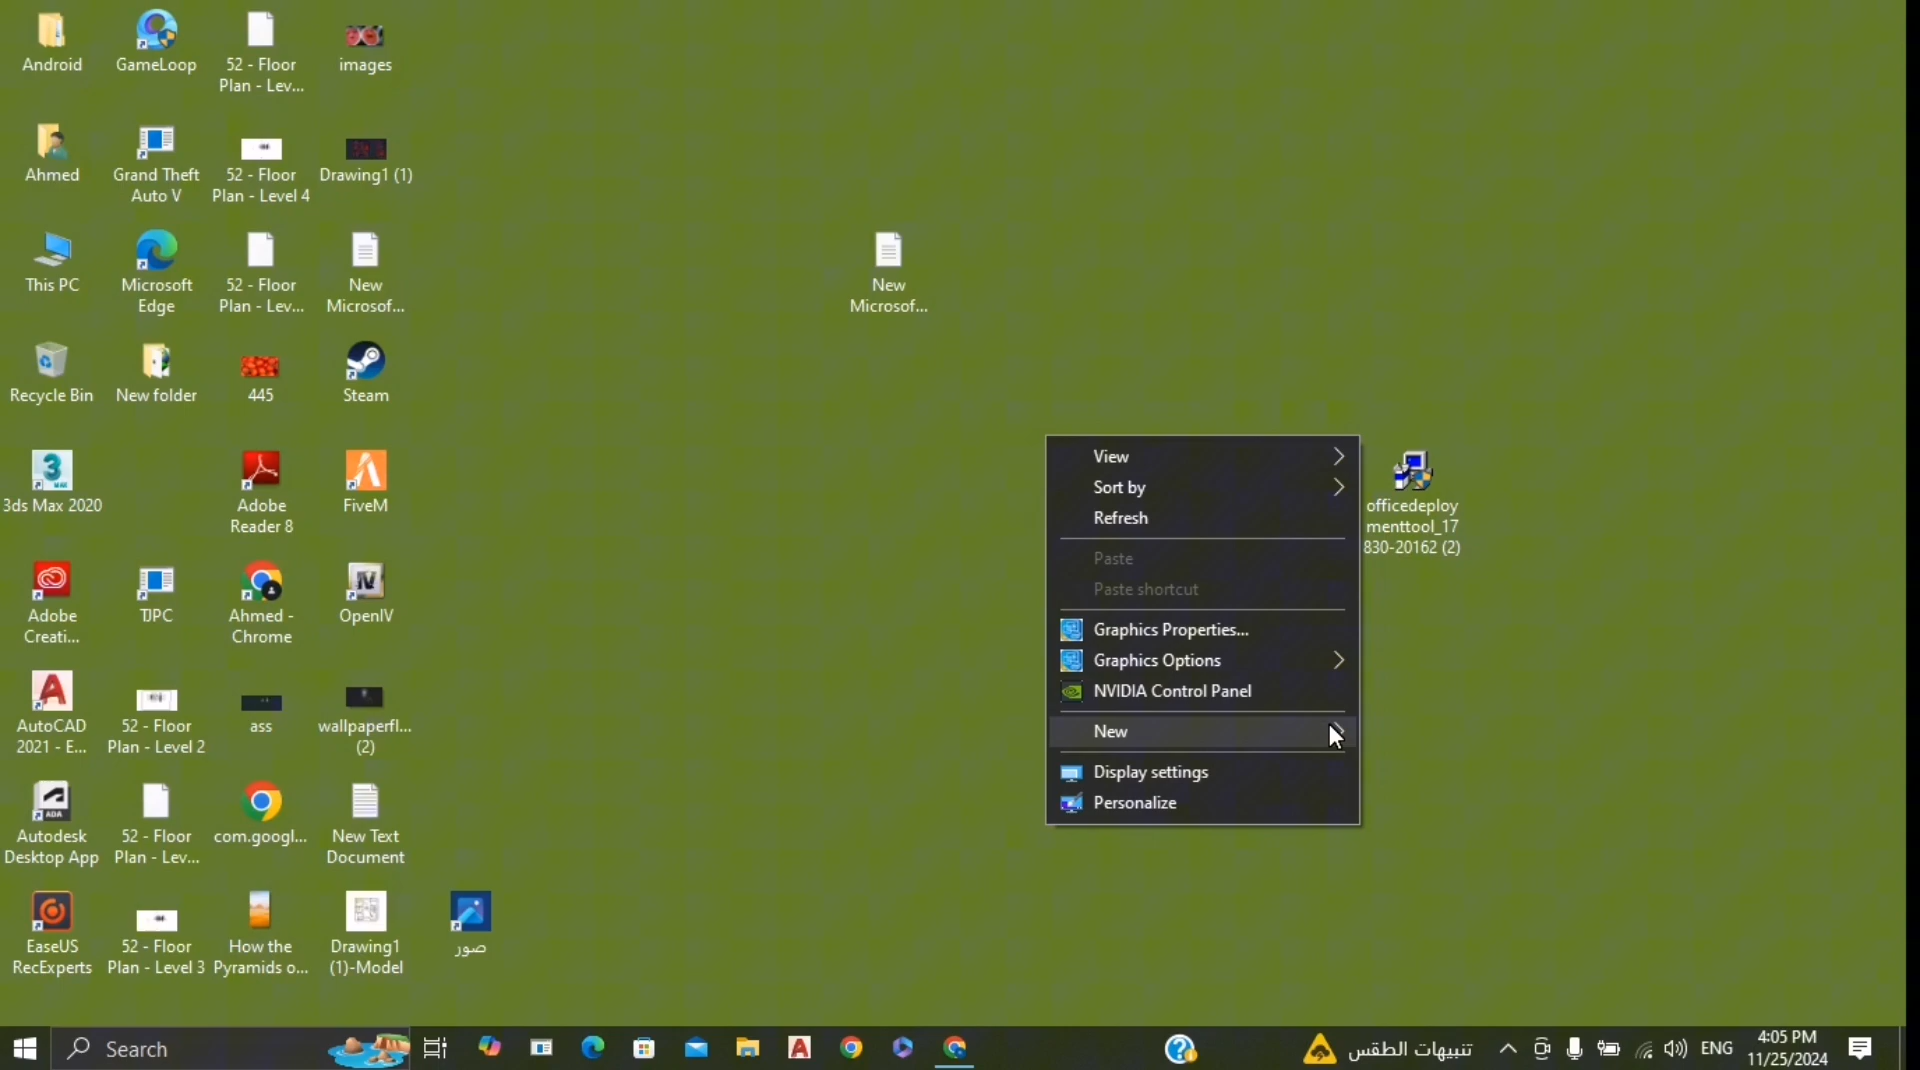 Android
GameLoop
52 - Floor
Plan - Lev...
images
Ahmed
Grand Theft
Auto V
52 - Floor
Plan - Level 4
Drawing1 (1)
This PC
Microsoft
Edge
52 - Floor
Plan - Lev...
New
Microsof...
New
Microsof...
Recycle Bin
New folder
445
Steam
3ds Max 2020
Adobe
Reader 8
FiveM
Adobe
Creati...
TJPC
Ahmed -
Chrome
OpenIV
AutoCAD
2021 - E...
52 - Floor
Plan - Level 2
ass
wallpaperfl...
(2)
Autodesk
Desktop App
52 - Floor
Plan - Lev...
com.googl...
New Text
Document
EaseUS
RecExperts
52 - Floor
Plan - Level 3
How the
Pyramids o...
Drawing1
(1)-Model
صور
View
Sort by
Refresh
Paste
Paste shortcut
Graphics Properties...
Graphics Options
NVIDIA Control Panel
New
Display settings
Personalize
officedeploy
menttool_17
830-20162 (2)
Search
تنبيهات الطقس
ENG
4:05 PM
11/25/2024